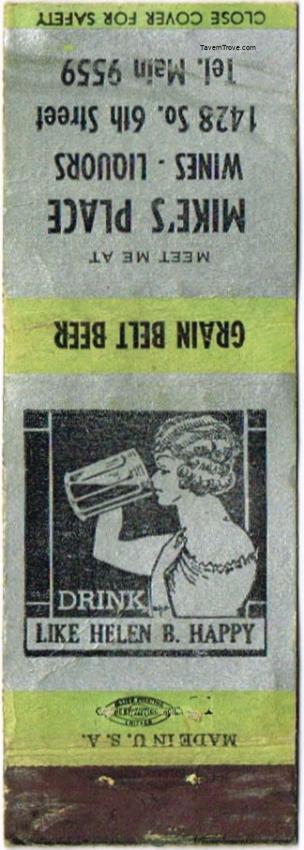 CLOSE COVER FOR SAFETY
TavernTrove.com
Tel. Main 9559
1428 So. 6th Street
WINES - LIQUORS
MIKE'S PLACE
MEET ME AT
GRAIN BELT BEER
DRINK
LIKE HELEN B. HAPPY
MADE IN U. S. A.